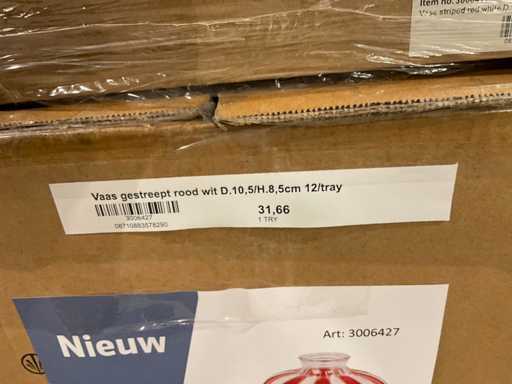 Item no. 300641
Vase striped red white D.
Vaas gestreept rood wit D.10,5/H.8,5cm 12/tray
31,66
3006427
1 TRY
08710883578290
Nieuw
Art: 3006427